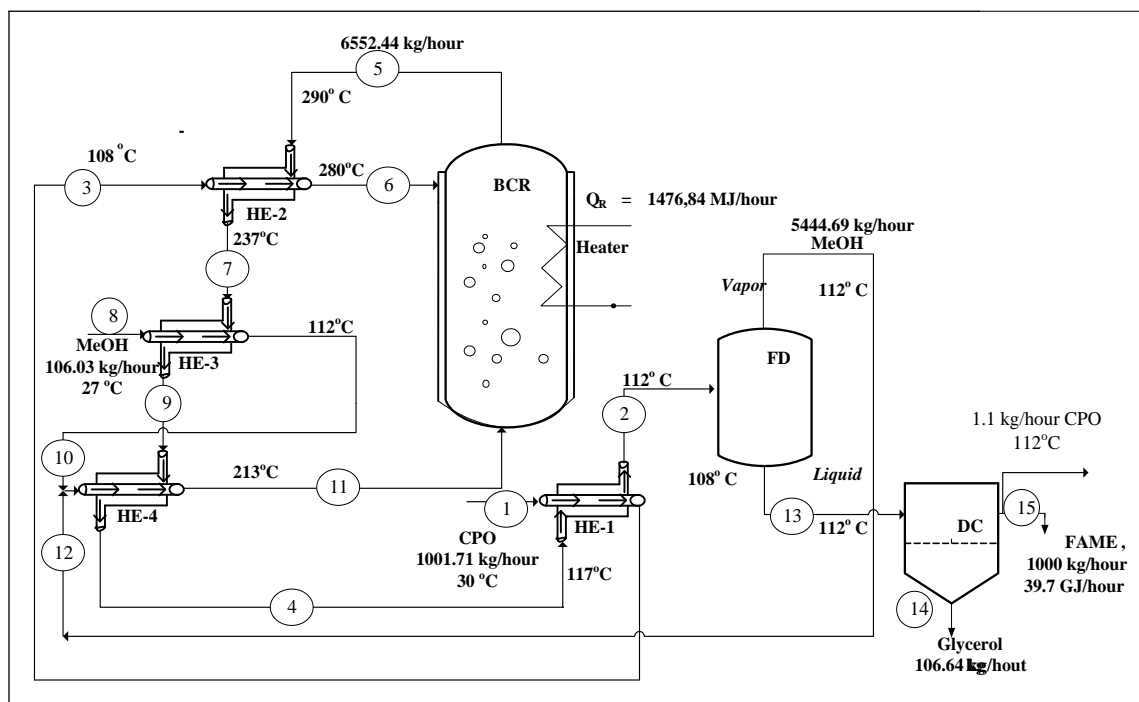 6552.44 kg/hour
5
290° C
108 °C
3
280°C
6
BCR
HE-2
Q_R = 1476,84 MJ/hour
5444.69 kg/hour
MeOH
Heater
237°C
7
Vapor
112° C
8
112°C
MeOH
HE-3
106.03 kg/hour
27 °C
FD
112° C
2
9
1.1 kg/hour CPO
112°C
10
213°C
11
108°C
Liquid
1
13
15
HE-4
CPO
HE-1
112°C
DC
12
1001.71 kg/hour
30 °C
117°C
FAME ,
1000 kg/hour
39.7 GJ/hour
4
14
Glycerol
106.64 kg/hout